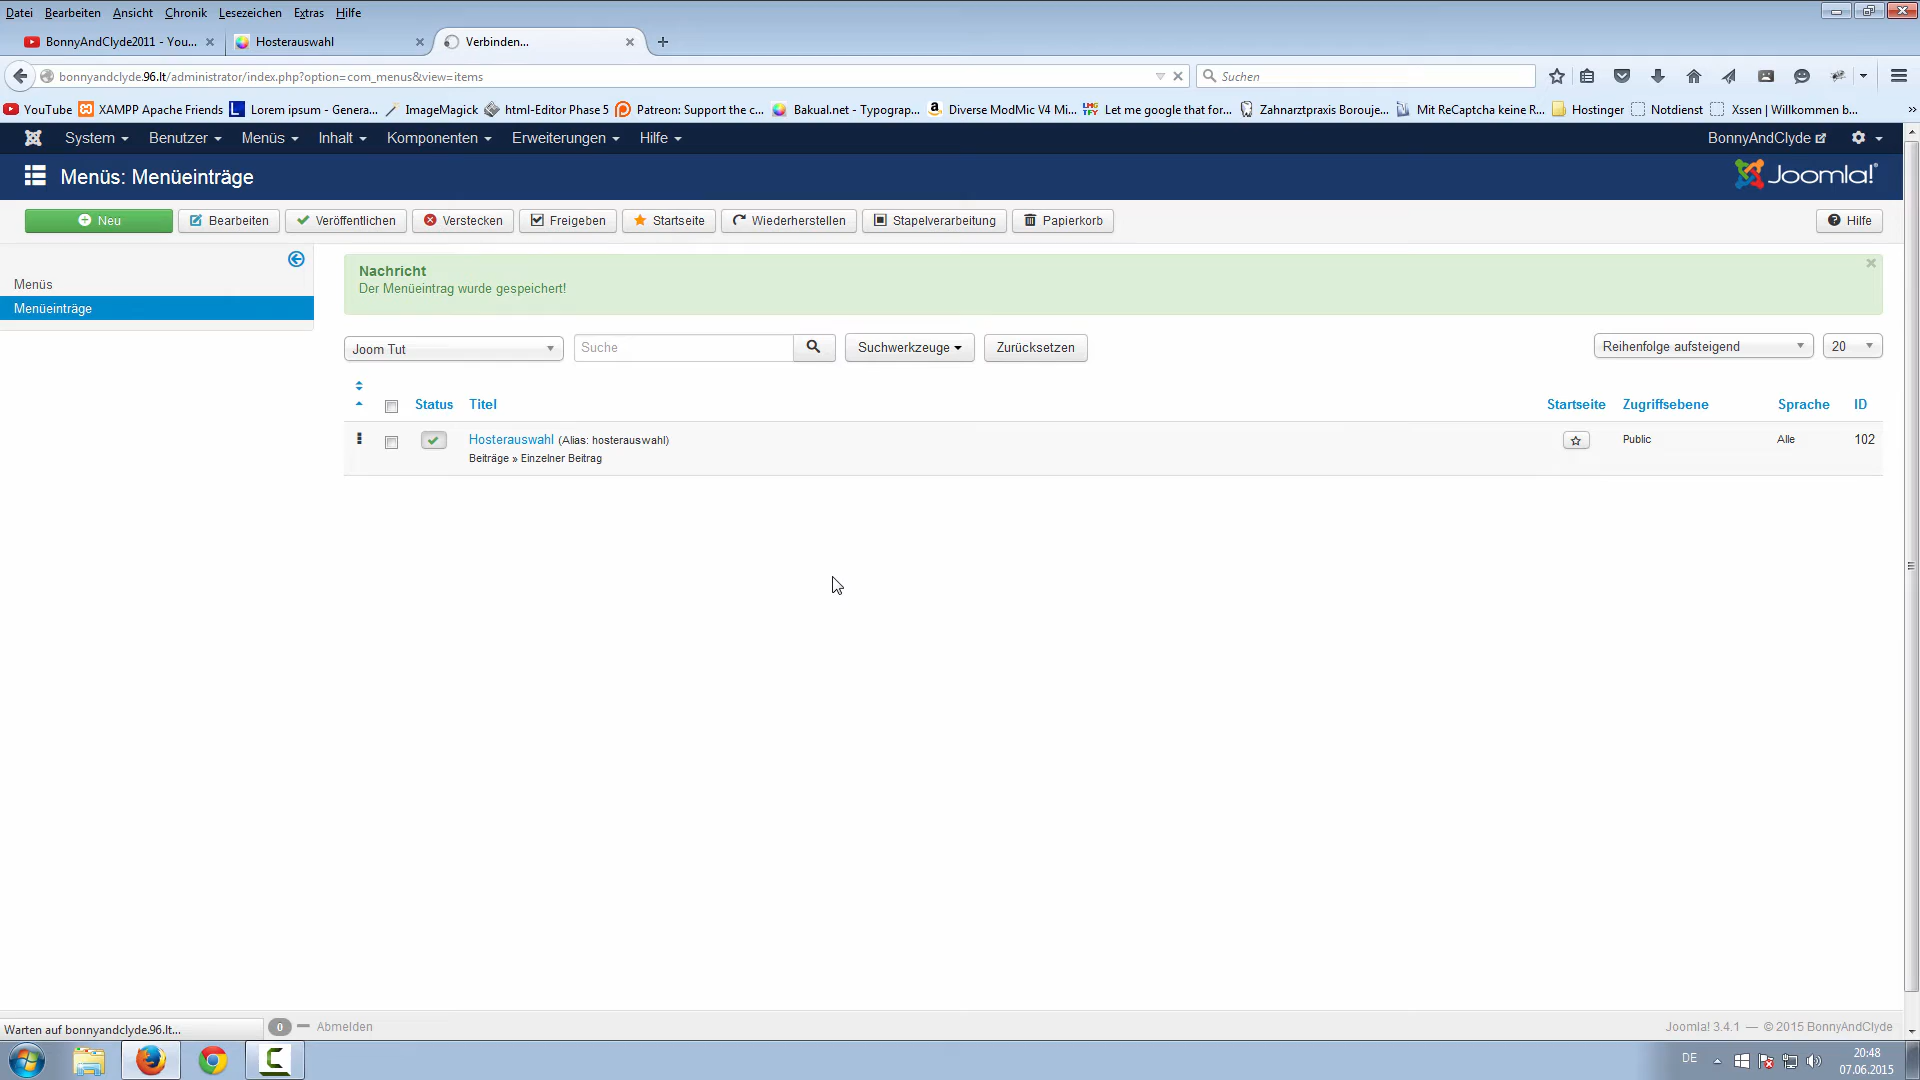 Datei Bearbeiten Ansicht Chronik Lesezeichen Extras Hilfe
BonnyAndClyde2011 - You... Hosterauswahl Verbinden...
bonnyandclyde.96.lt/administrator/index.php?option=com_menus&view=items Suchen
YouTube XAMPP Apache Friends Lorem ipsum - Genera... ImageMagick html-Editor Phase 5 Patreon: Support the c... Bakual.net - Typograp... Diverse ModMic V4 Mi... Let me google that for... Zahnarztpraxis Borouje... Mit ReCaptcha keine R... Hostinger Notdienst Xssen | Willkommen b...
System Benutzer Menüs Inhalt Komponenten Erweiterungen Hilfe BonnyAndClyde
Menüs: Menüeinträge Joomla!
Neu Bearbeiten Veröffentlichen Verstecken Freigeben Startseite Wiederherstellen Stapelverarbeitung Papierkorb Hilfe
Menüs
Menüeinträge
Nachricht
Der Menüeintrag wurde gespeichert!
Joom Tut Suche Suchwerkzeuge Zurücksetzen Reihenfolge aufsteigend 20
Status Titel Startseite Zugriffsebene Sprache ID
Hosterauswahl (Alias: hosterauswahl) Public Alle 102
Beiträge » Einzelner Beitrag
Warten auf bonnyandclyde.96.lt... 0 Abmelden Joomla! 3.4.1 — © 2015 BonnyAndClyde
DE 20:48
07.06.2015